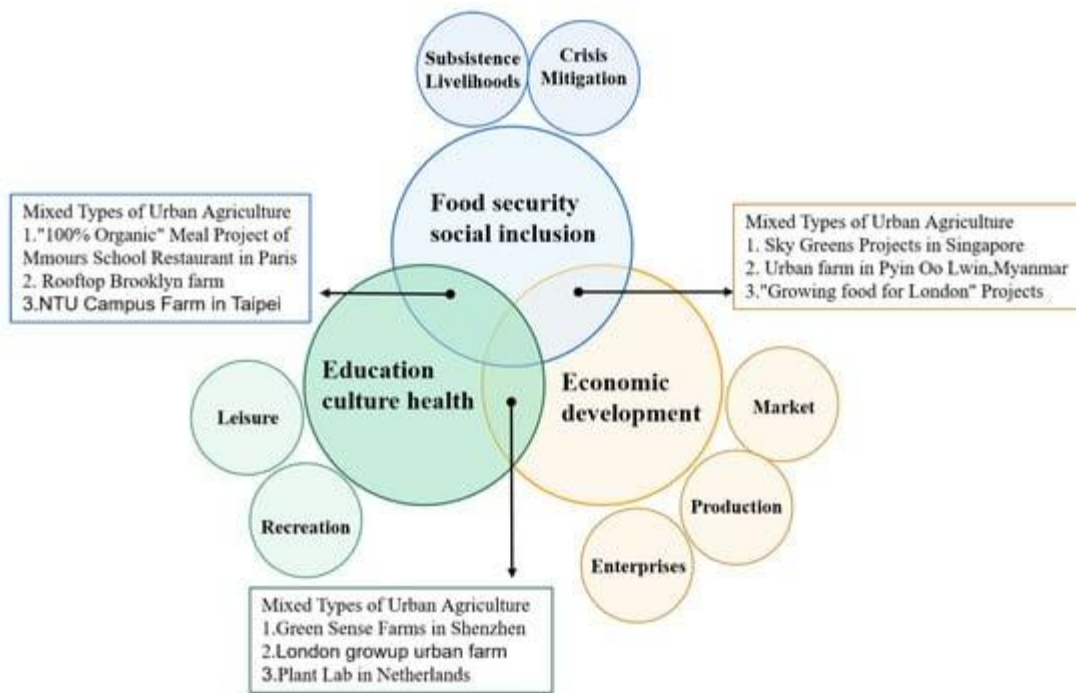 Subsistence
Livelihoods
Crisis
Mitigation
Food security
social inclusion
Mixed Types of Urban Agriculture
1."100% Organic" Meal Project of
Mmours School Restaurant in Paris
2. Rooftop Brooklyn farm
3.NTU Campus Farm in Taipei
Mixed Types of Urban Agriculture
1. Sky Greens Projects in Singapore
2. Urban farm in Pyin Oo Lwin,Myanmar
3."Growing food for London" Projects
Education
culture health
Economic
development
Leisure
Recreation
Market
Production
Enterprises
Mixed Types of Urban Agriculture
1.Green Sense Farms in Shenzhen
2.London growup urban farm
3.Plant Lab in Netherlands